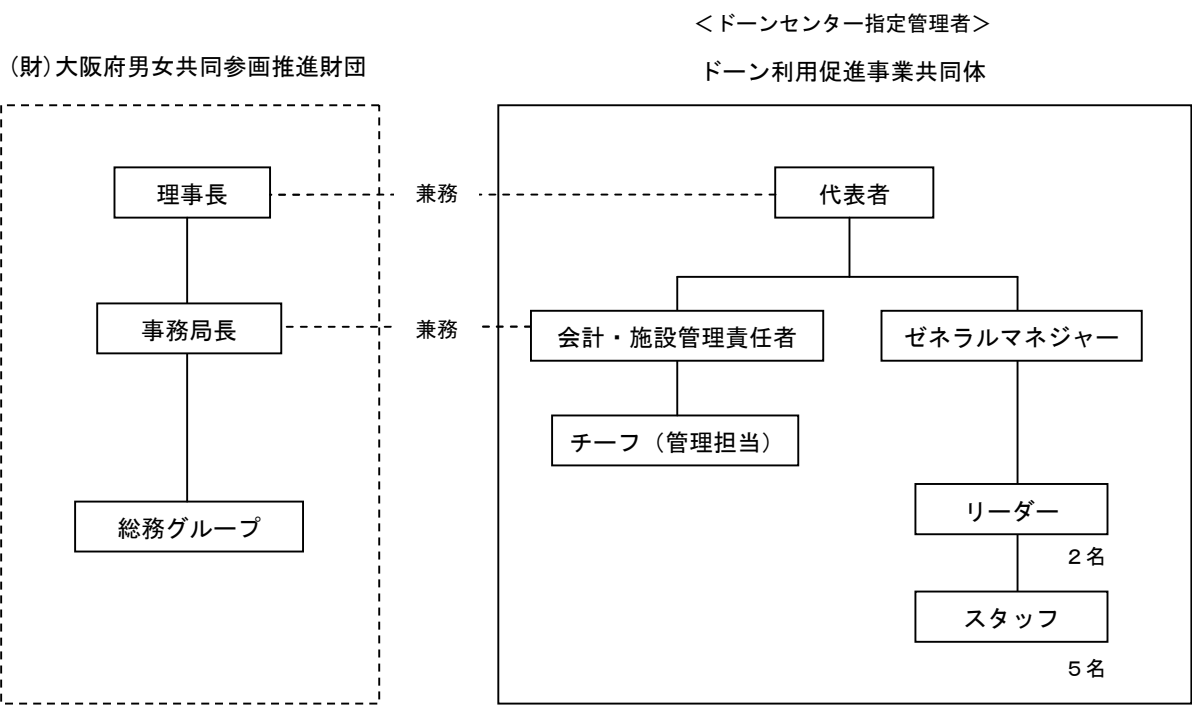 ＜ドーンセンター指定管理者＞
(財)大阪府男女共同参画推進財団
ドーン利用促進事業共同体
理事長
兼務
代表者
事務局長
兼務
会計・施設管理責任者
ゼネラルマネジャー
チーフ（管理担当）
総務グループ
リーダー
２名
スタッフ
５名